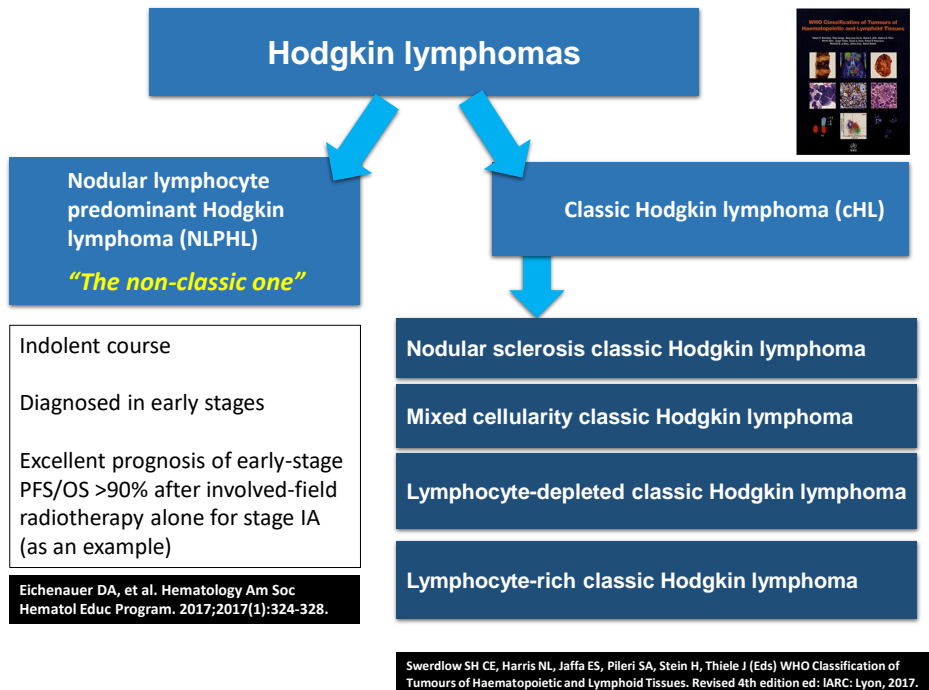 Hodgkin lymphomas
WHO Classification of Tumours of
Haematopoietic and Lymphoid Tissues
Nodular lymphocyte
predominant Hodgkin
lymphoma (NLPHL)
“The non-classic one”
Classic Hodgkin lymphoma (cHL)
Indolent course
Diagnosed in early stages
Excellent prognosis of early-stage
PFS/OS >90% after involved-field
radiotherapy alone for stage IA
(as an example)
Eichenauer DA, et al. Hematology Am Soc
Hematol Educ Program. 2017;2017(1):324-328.
Nodular sclerosis classic Hodgkin lymphoma
Mixed cellularity classic Hodgkin lymphoma
Lymphocyte-depleted classic Hodgkin lymphoma
Lymphocyte-rich classic Hodgkin lymphoma
Swerdlow SH CE, Harris NL, Jaffa ES, Pileri SA, Stein H, Thiele J (Eds) WHO Classification of
Tumours of Haematopoietic and Lymphoid Tissues. Revised 4th edition ed: IARC: Lyon, 2017.